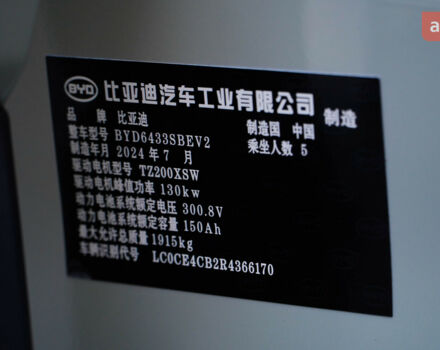 BYD 比亚迪汽车工业有限公司 制造
品 牌 比亚迪 制造国 中国
整车型号 BYD6433SBEV2 乘坐人数 5
制造年月 2024 年 7 月
驱动电机型号 TZ200XSW
驱动电机峰值功率 130kw
动力电池系统额定电压 300.8V
动力电池系统额定容量 150Ah
最大允许总质量 1915kg
车辆识别代号 LC0CE4CB2R4366170
a